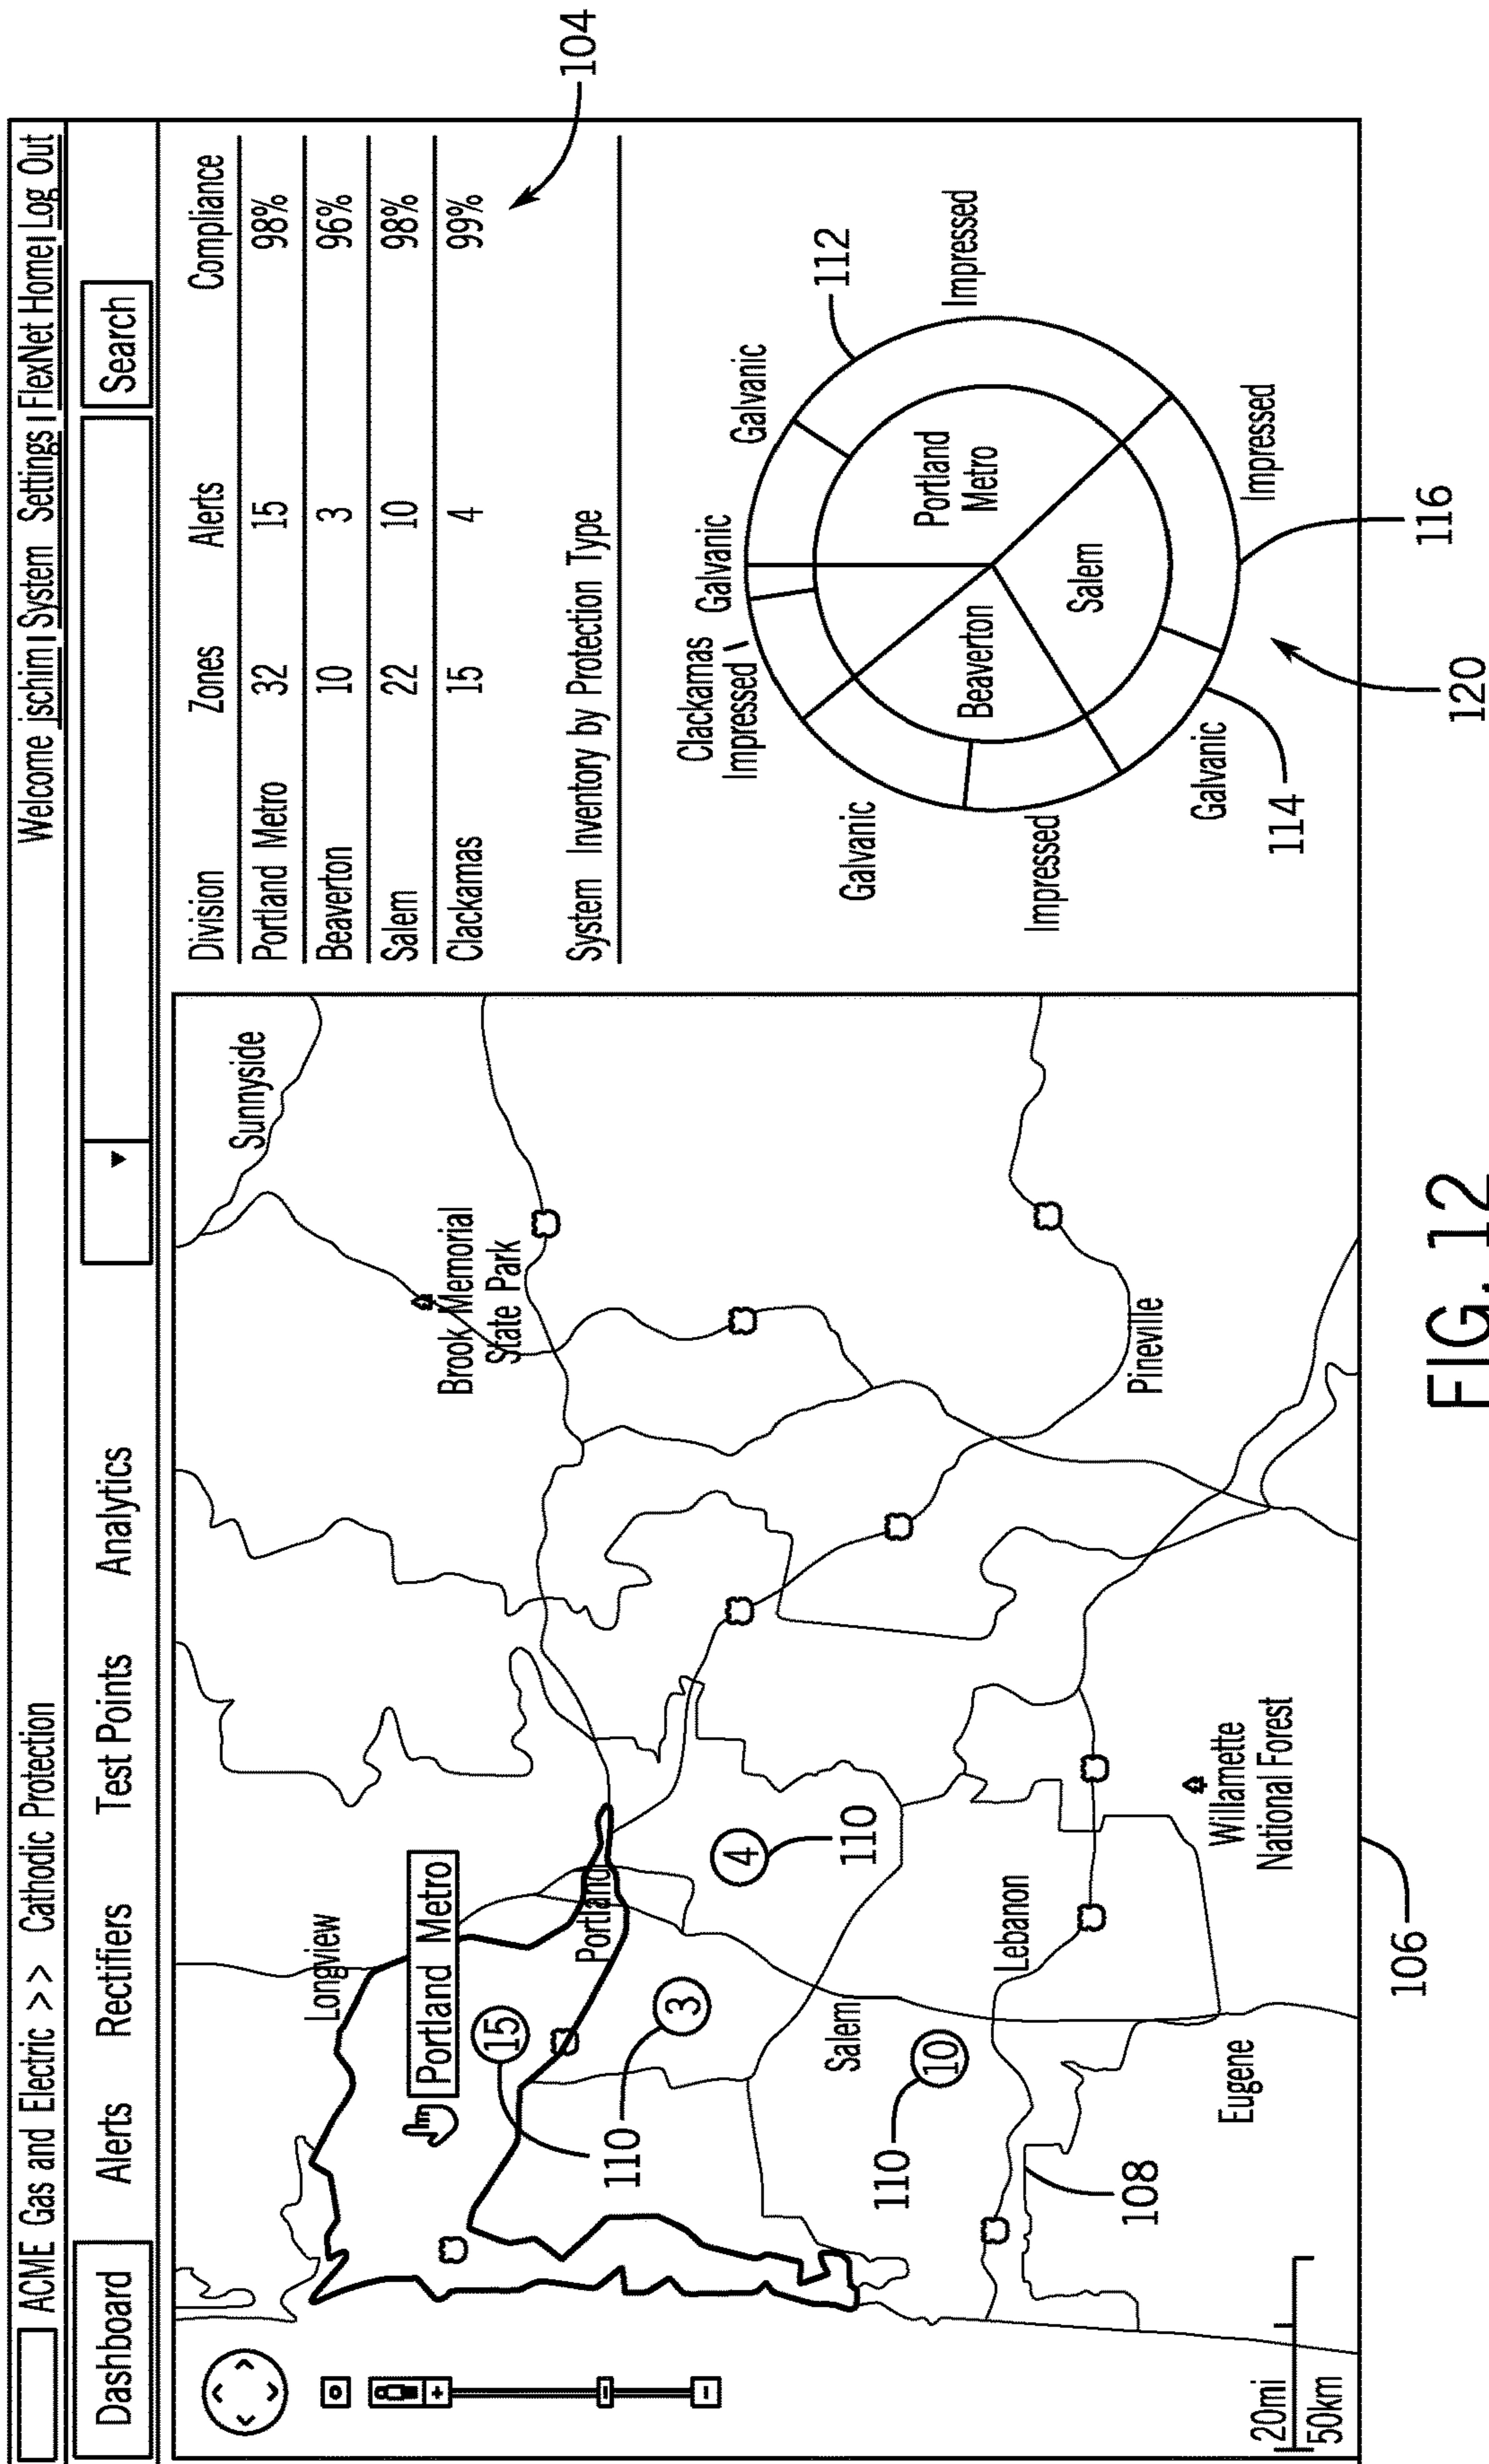 ACME Gas and Electric >> Cathodic Protection
Welcome jschim | System Settings | FlexNet Home | Log Out
Dashboard Alerts Rectifiers Test Points Analytics
▼ Search
Sunnyside
Longview
Brook Memorial
State Park
Portland Metro
15
Portland
110
3
4
110
Salem
110
10
Lebanon
Pineville
108
Eugene
Willamette
National Forest
20mi
50km
106
Division Zones Alerts Compliance
Portland Metro 32 15 98%
Beaverton 10 3 96%
Salem 22 10 98%
Clackamas 15 4 99%
104
System Inventory by Protection Type
Clackamas
Impressed
Galvanic
Galvanic
112
Impressed
Portland
Metro
Galvanic
Beaverton
Salem
Impressed
Galvanic
Impressed
114
116
120
FIG. 12